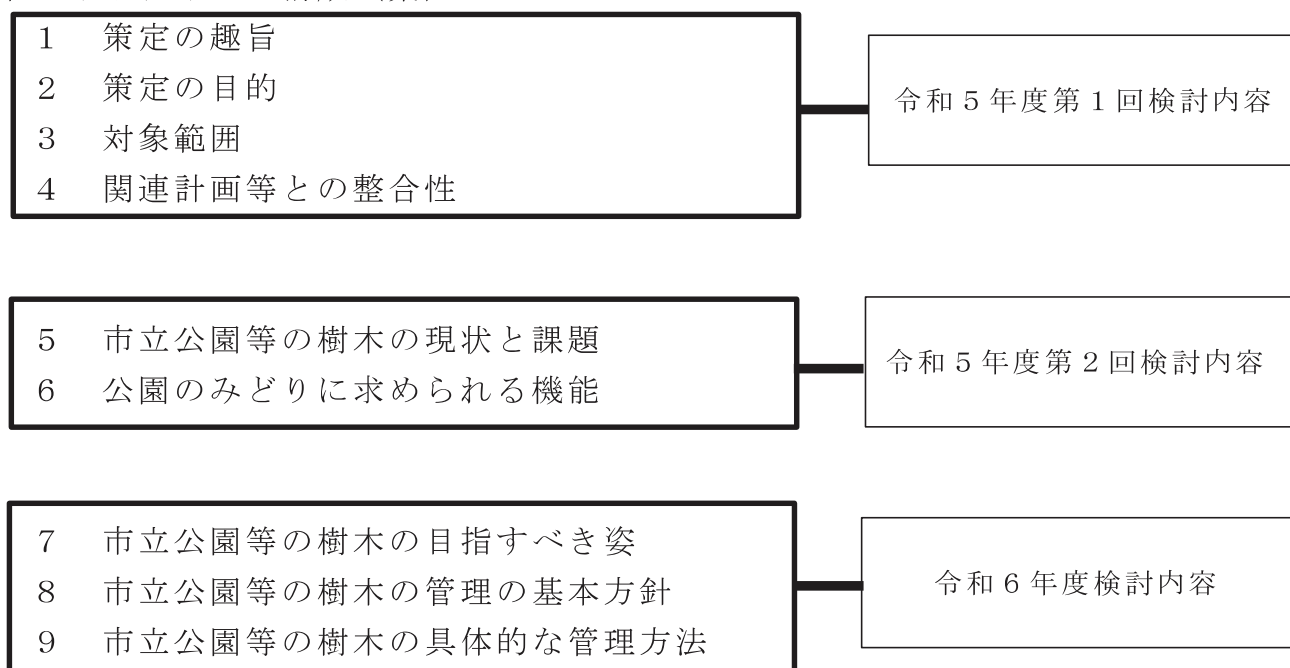 1 策定の趣旨
2 策定の目的
3 対象範囲
4 関連計画等との整合性
令和5年度第1回検討内容
5 市立公園等の樹木の現状と課題
6 公園のみどりに求められる機能
令和5年度第2回検討内容
7 市立公園等の樹木の目指すべき姿
8 市立公園等の樹木の管理の基本方針
9 市立公園等の樹木の具体的な管理方法
令和6年度検討内容